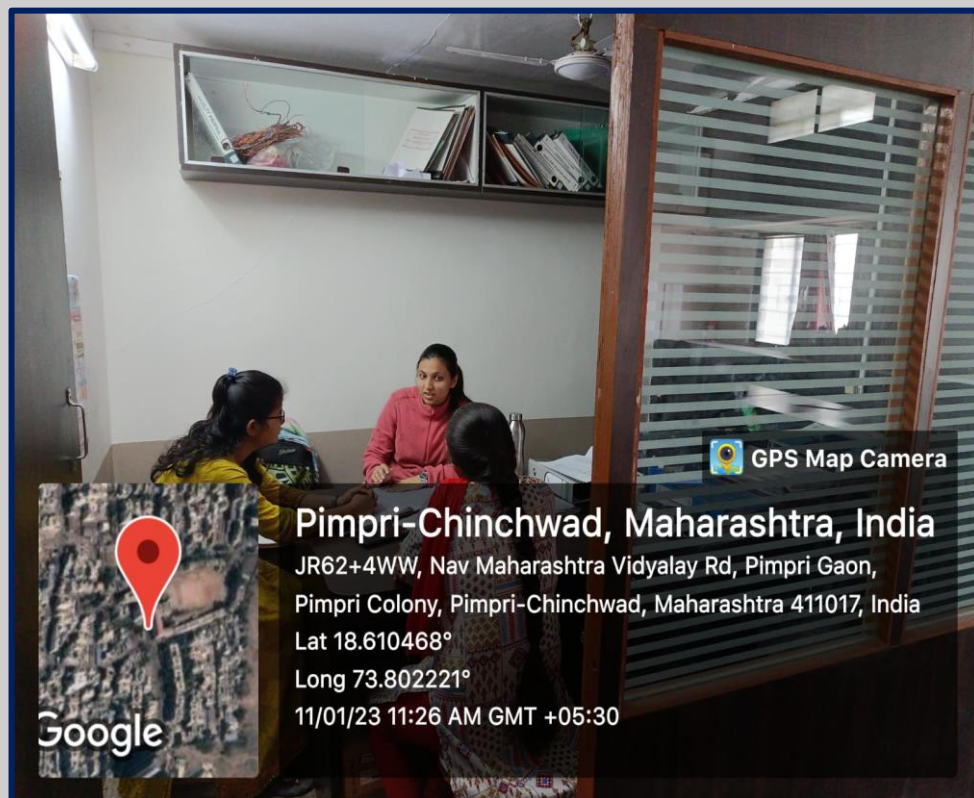 GPS Map Camera
Pimpri-Chinchwad, Maharashtra, India
JR62+4WW, Nav Maharashtra Vidyalay Rd, Pimpri Gaon,
Pimpri Colony, Pimpri-Chinchwad, Maharashtra 411017, India
Lat 18.610468°
Long 73.802221°
11/01/23 11:26 AM GMT +05:30
Google